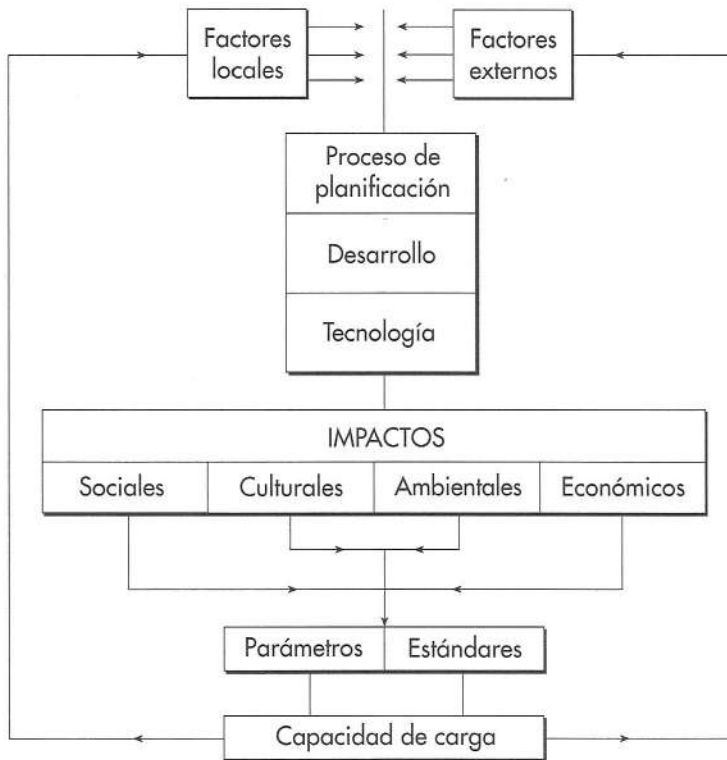 Factores
locales
Factores
externos
Proceso de
planificación
Desarrollo
Tecnología
IMPACTOS
Sociales
Culturales
Ambientales
Económicos
Parámetros
Estándares
Capacidad de carga